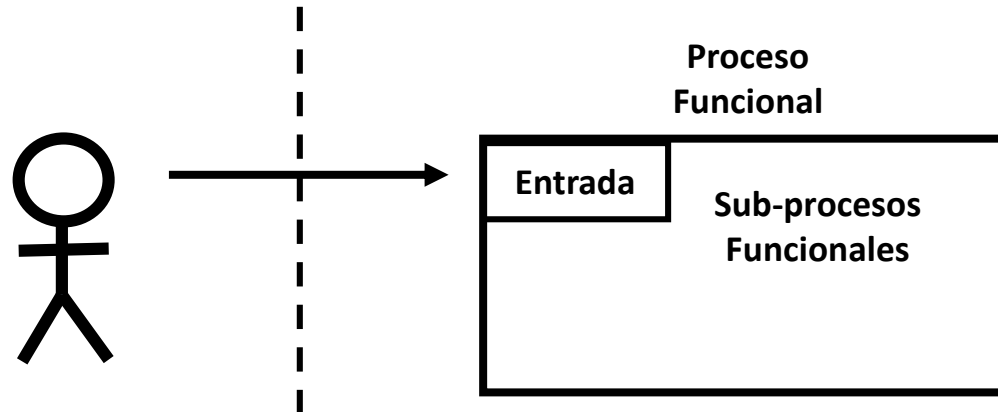 Proceso
Funcional
Entrada
Sub-procesos
Funcionales